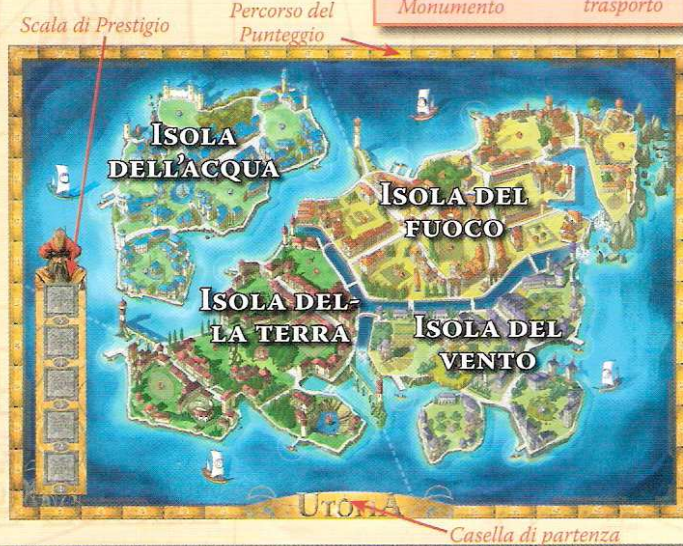 Scala di Prestigio
Percorso del
Punteggio
Monumento
trasporto
ISOLA
DELL'ACQUA
ISOLA DEL
FUOCO
ISOLA DEL-
LA TERRA
ISOLA DEL
VENTO
UTOPIA
Casella di partenza